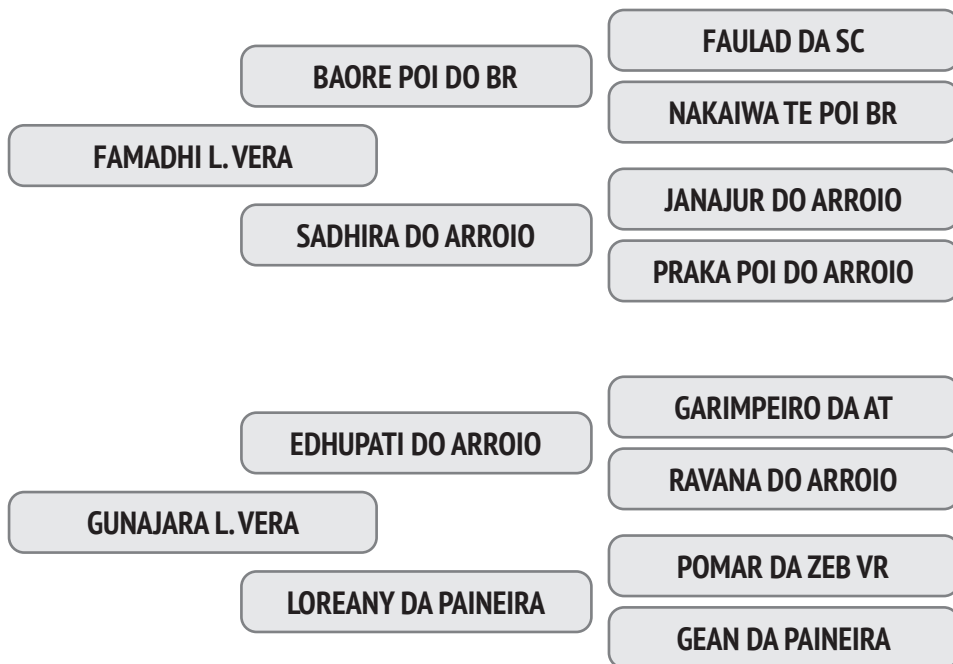 FAULAD DA SC
BAORE POI DO BR
NAKAIWA TE POI BR
FAMADHI L. VERA
JANAJUR DO ARROIO
SADHIRA DO ARROIO
PRAKA POI DO ARROIO
GARIMPEIRO DA AT
EDHUPATI DO ARROIO
RAVANA DO ARROIO
GUNAJARA L. VERA
POMAR DA ZEB VR
LOREANY DA PAINEIRA
GEAN DA PAINEIRA